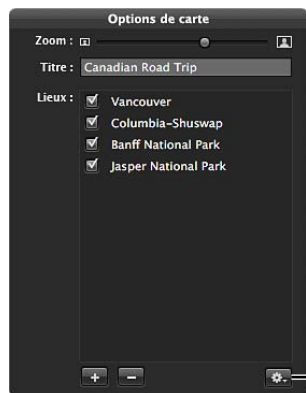 Options de carte
Zoom :
Titre : Canadian Road Trip
Lieux : Vancouver
Columbia-Shuswap
Banff National Park
Jasper National Park